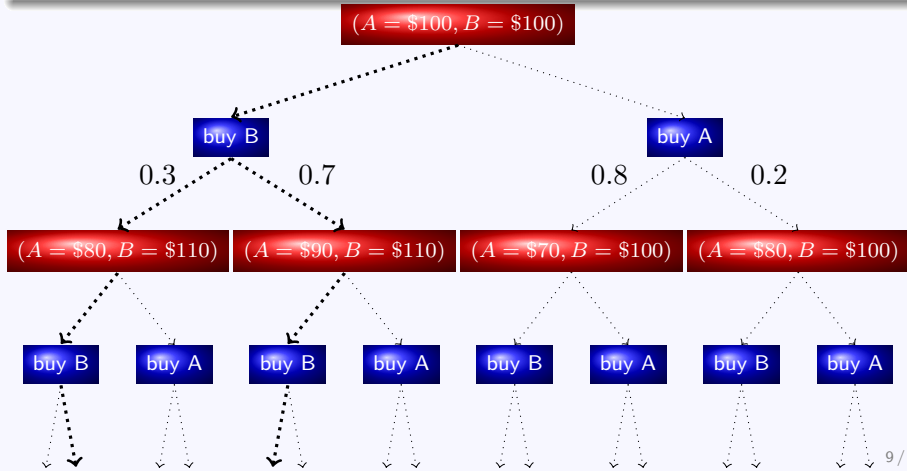 (A = $100, B = $100)
buy B buy A
0.3 0.7 0.8 0.2
(A = $80, B = $110) (A = $90, B = $110) (A = $70, B = $100) (A = $80, B = $100)
buy B buy A buy B buy A buy B buy A buy B buy A
9 /